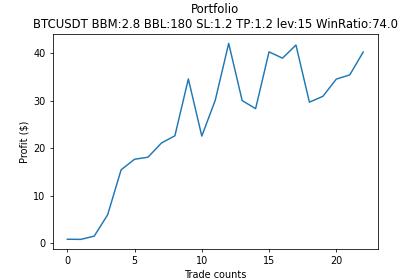 Portfolio
BTCUSDT BBM:2.8 BBL:180 SL:1.2 TP:1.2 lev:15 WinRatio:74.0
40
30
20
10
0
Profit ($)
0 5 10 15 20
Trade counts